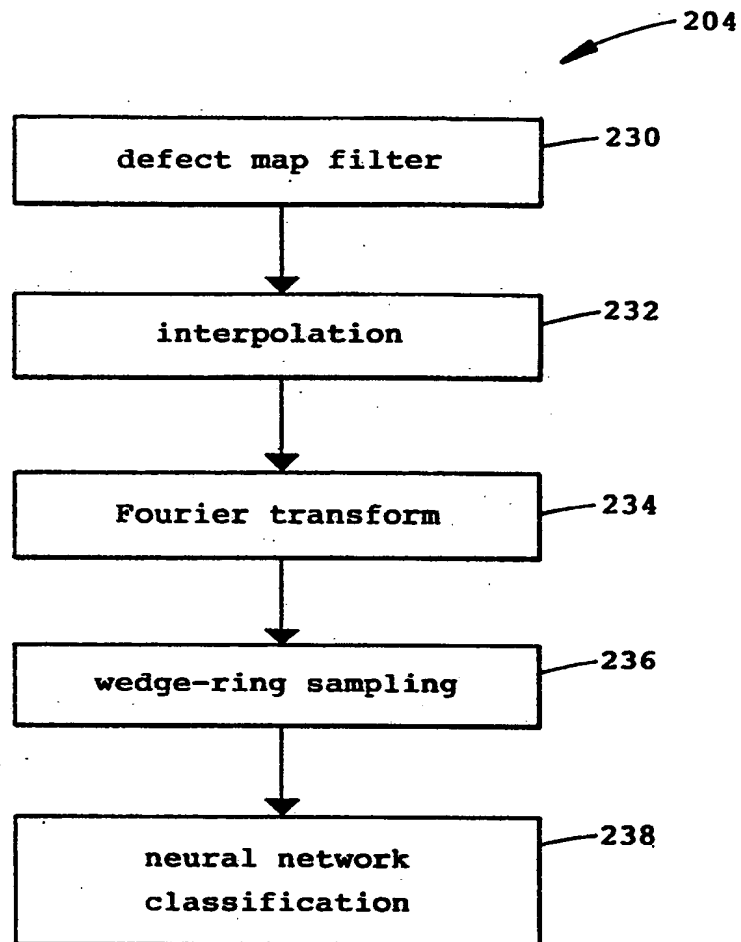 204
defect map filter
230
interpolation
232
Fourier transform
234
wedge-ring sampling
236
neural network
classification
238